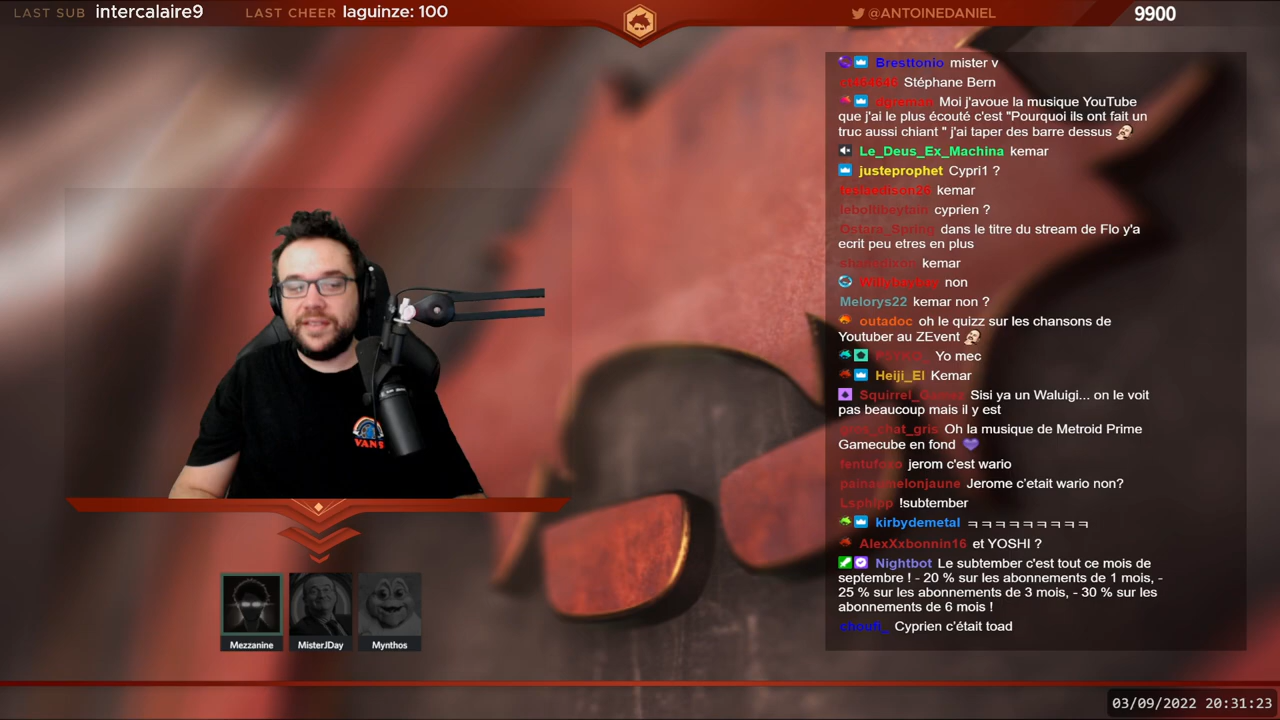 LAST SUB intercalaire9 LAST CHEER laguinze: 100 @ANTOINEDANIEL 9900
Bresttonio mister v
Stéphane Bern
Moi j'avoue la musique YouTube
que j'ai le plus écouté c'est "Pourquoi ils ont fait un
truc aussi chiant " j'ai taper des barre dessus
Le_Deus_Ex_Machina kemar
justeprophet Cypri1 ?
kemar
cyprien ?
Ostara_Spring dans le titre du stream de Flo y'a
ecrit peu etres en plus
kemar
non
Melorys22 kemar non ?
outadoc oh le quizz sur les chansons de
Youtuber au ZEvent
Yo mec
Heiji_El Kemar
Sisi ya un Waluigi... on le voit
pas beaucoup mais il y est
gros_chat_gris Oh la musique de Metroid Prime
Gamecube en fond
jerom c'est wario
Jerome c'etait wario non?
Lsphipp !subtember
kirbydemetal ㅋㅋㅋㅋㅋㅋㅋㅋㅋ
AlexXxbonnin16 et YOSHI ?
Nightbot Le subtember c'est tout ce mois de
septembre ! - 20 % sur les abonnements de 1 mois, -
25 % sur les abonnements de 3 mois, - 30 % sur les
abonnements de 6 mois !
choufi_ Cyprien c'était toad
VANS
Mezzanine MisterJDay Mynthos
03/09/2022 20:31:23